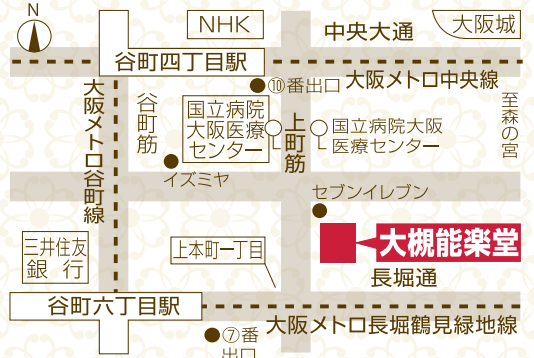 N
NHK
中央大通
大阪城
谷町四丁目駅
⑩番出口
大阪メトロ中央線
至森の宮
大阪メトロ谷町線
谷町筋
国立病院
大阪医療
センター
上町筋
国立病院大阪
医療センター
イズミヤ
セブンイレブン
三井住友
銀行
上本町一丁目
大槻能楽堂
長堀通
谷町六丁目駅
大阪メトロ長堀鶴見緑地線
⑦番
出口